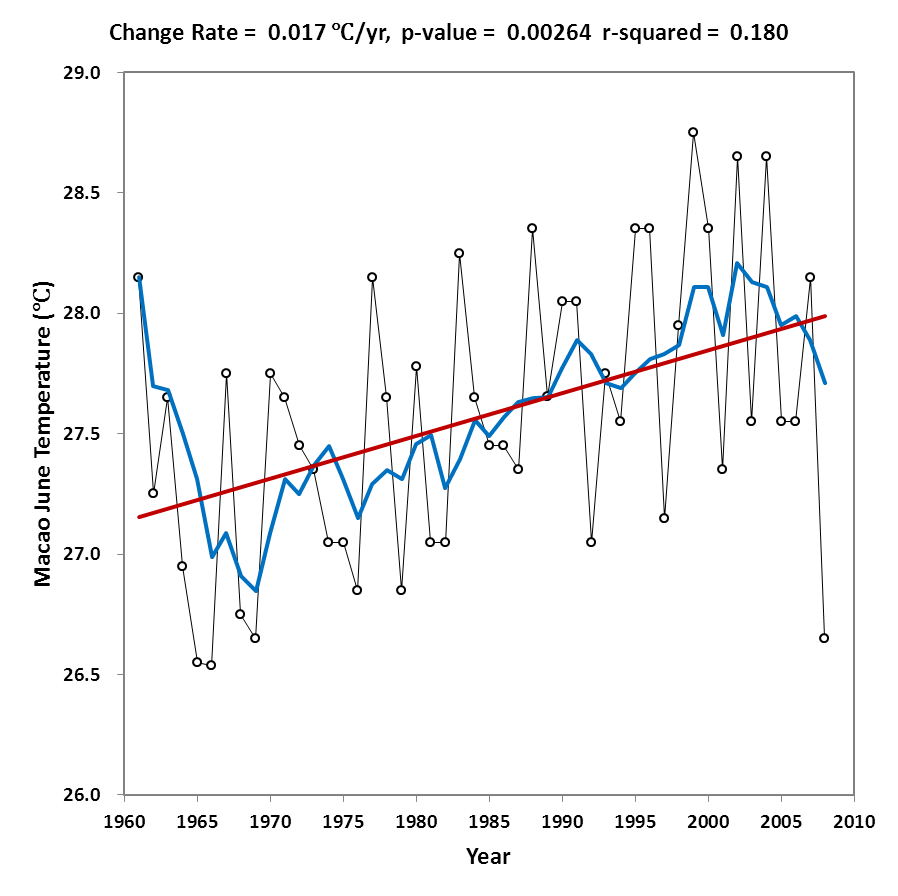 Change Rate = 0.017 °C/yr, p-value = 0.00264 r-squared = 0.180
29.0
28.5
28.0
27.5
27.0
26.5
26.0
Macao June Temperature (°C)
1960 1965 1970 1975 1980 1985 1990 1995 2000 2005 2010
Year